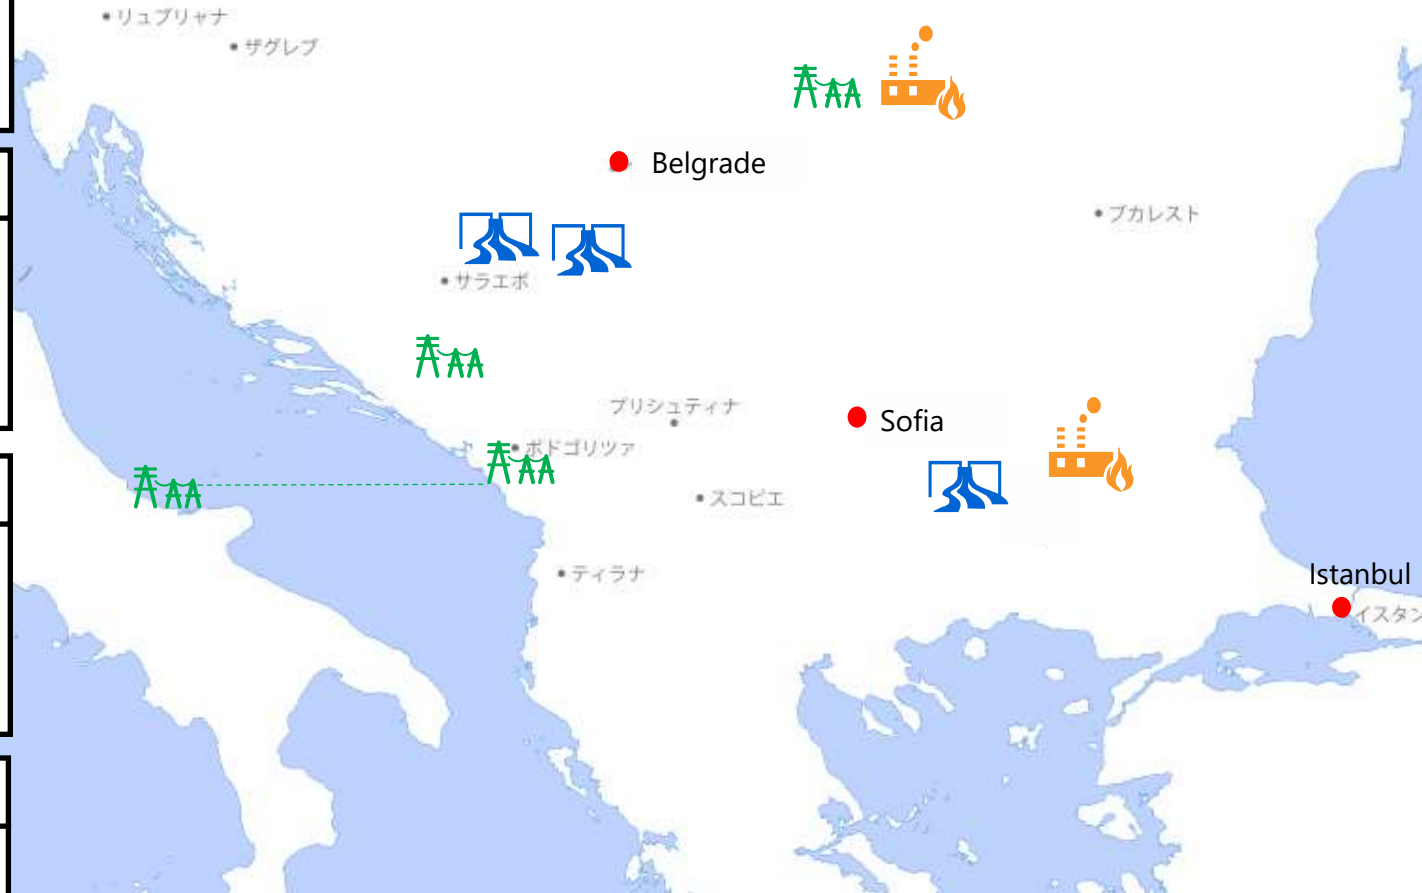 リュブリャナ
ザグレブ
Belgrade
ブカレスト
サラエボ
プリシュティナ
Sofia
ポドゴリツァ
スコピエ
ティラナ
Istanbul
イスタン